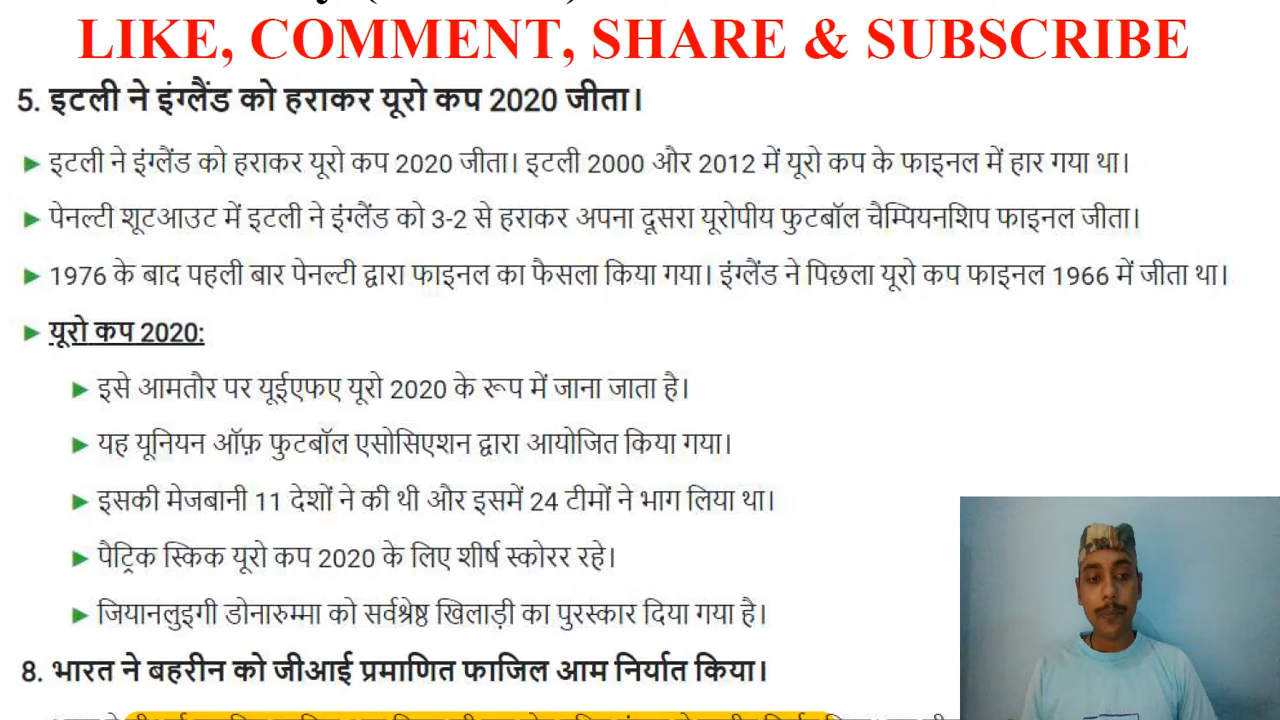 LIKE, COMMENT, SHARE & SUBSCRIBE
5. इटली ने इंग्लैंड को हराकर यूरो कप 2020 जीता।
► इटली ने इंग्लैंड को हराकर यूरो कप 2020 जीता। इटली 2000 और 2012 में यूरो कप के फाइनल में हार गया था।
► पेनल्टी शूटआउट में इटली ने इंग्लैंड को 3-2 से हराकर अपना दूसरा यूरोपीय फुटबॉल चैम्पियनशिप फाइनल जीता।
► 1976 के बाद पहली बार पेनल्टी द्वारा फाइनल का फैसला किया गया। इंग्लैंड ने पिछला यूरो कप फाइनल 1966 में जीता था।
► यूरो कप 2020:
► इसे आमतौर पर यूईएफए यूरो 2020 के रूप में जाना जाता है।
► यह यूनियन ऑफ़ फुटबॉल एसोसिएशन द्वारा आयोजित किया गया।
► इसकी मेजबानी 11 देशों ने की थी और इसमें 24 टीमों ने भाग लिया था।
► पैट्रिक स्किक यूरो कप 2020 के लिए शीर्ष स्कोरर रहे।
► जियानलुइगी डोनारुम्मा को सर्वश्रेष्ठ खिलाड़ी का पुरस्कार दिया गया है।
8. भारत ने बहरीन को जीआई प्रमाणित फाजिल आम निर्यात किया।